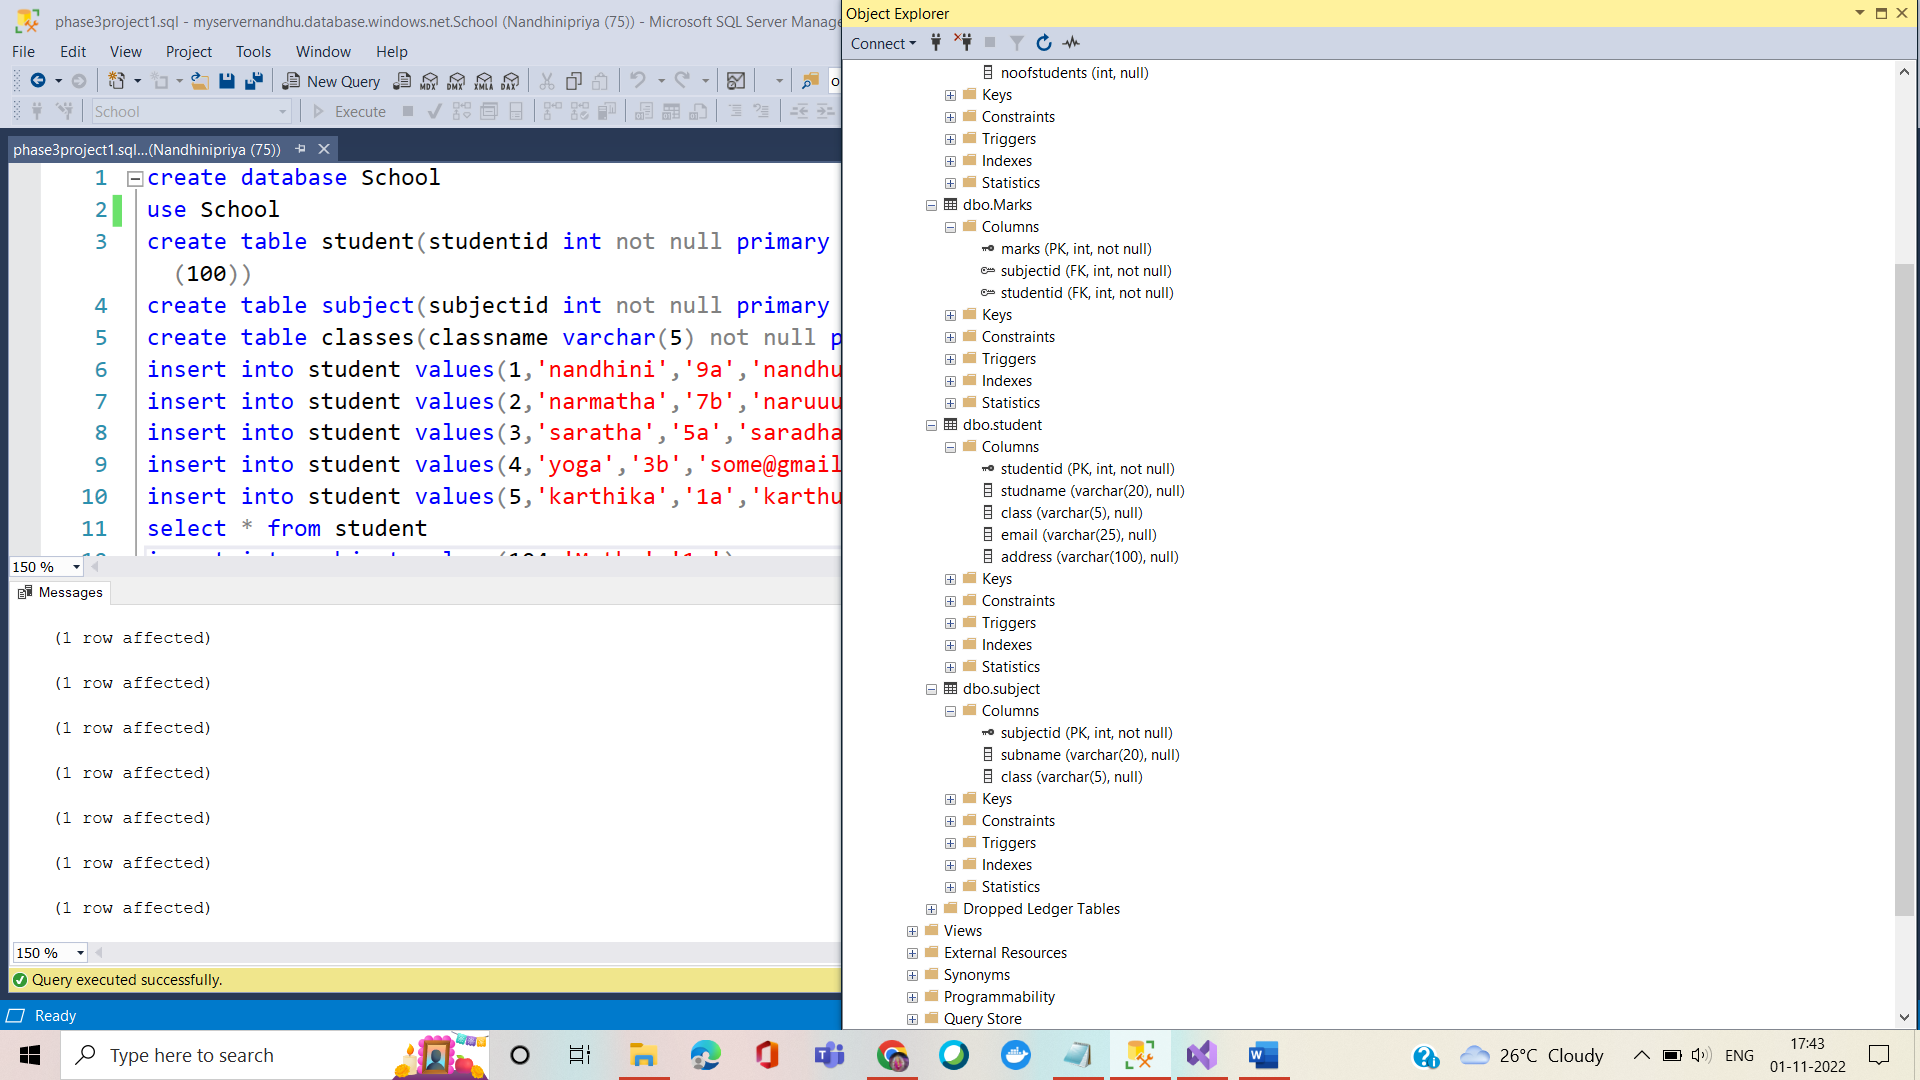 phase3project1.sql - myservernandhu.database.windows.net.School (Nandhinipriya (75)) - Microsoft SQL Server Manage
File Edit View Project Tools Window Help
New Query MDX DMX XMLA DAX
School Execute
phase3project1.sql...(Nandhinipriya (75))
1 create database School
2 use School
3 create table student(studentid int not null primary
(100))
4 create table subject(subjectid int not null primary
5 create table classes(classname varchar(5) not null p
6 insert into student values(1,'nandhini','9a','nandhu
7 insert into student values(2,'narmatha','7b','naruuu
8 insert into student values(3,'saratha','5a','saradha
9 insert into student values(4,'yoga','3b','some@gmail
10 insert into student values(5,'karthika','1a','karthu
11 select * from student
150 %
Messages
(1 row affected)
(1 row affected)
(1 row affected)
(1 row affected)
(1 row affected)
(1 row affected)
(1 row affected)
150 %
Query executed successfully.
Ready
Object Explorer
Connect
noofstudents (int, null)
Keys
Constraints
Triggers
Indexes
Statistics
dbo.Marks
Columns
marks (PK, int, not null)
subjectid (FK, int, not null)
studentid (FK, int, not null)
Keys
Constraints
Triggers
Indexes
Statistics
dbo.student
Columns
studentid (PK, int, not null)
studname (varchar(20), null)
class (varchar(5), null)
email (varchar(25), null)
address (varchar(100), null)
Keys
Constraints
Triggers
Indexes
Statistics
dbo.subject
Columns
subjectid (PK, int, not null)
subname (varchar(20), null)
class (varchar(5), null)
Keys
Constraints
Triggers
Indexes
Statistics
Dropped Ledger Tables
Views
External Resources
Synonyms
Programmability
Query Store
Type here to search
26°C Cloudy
ENG
17:43
01-11-2022